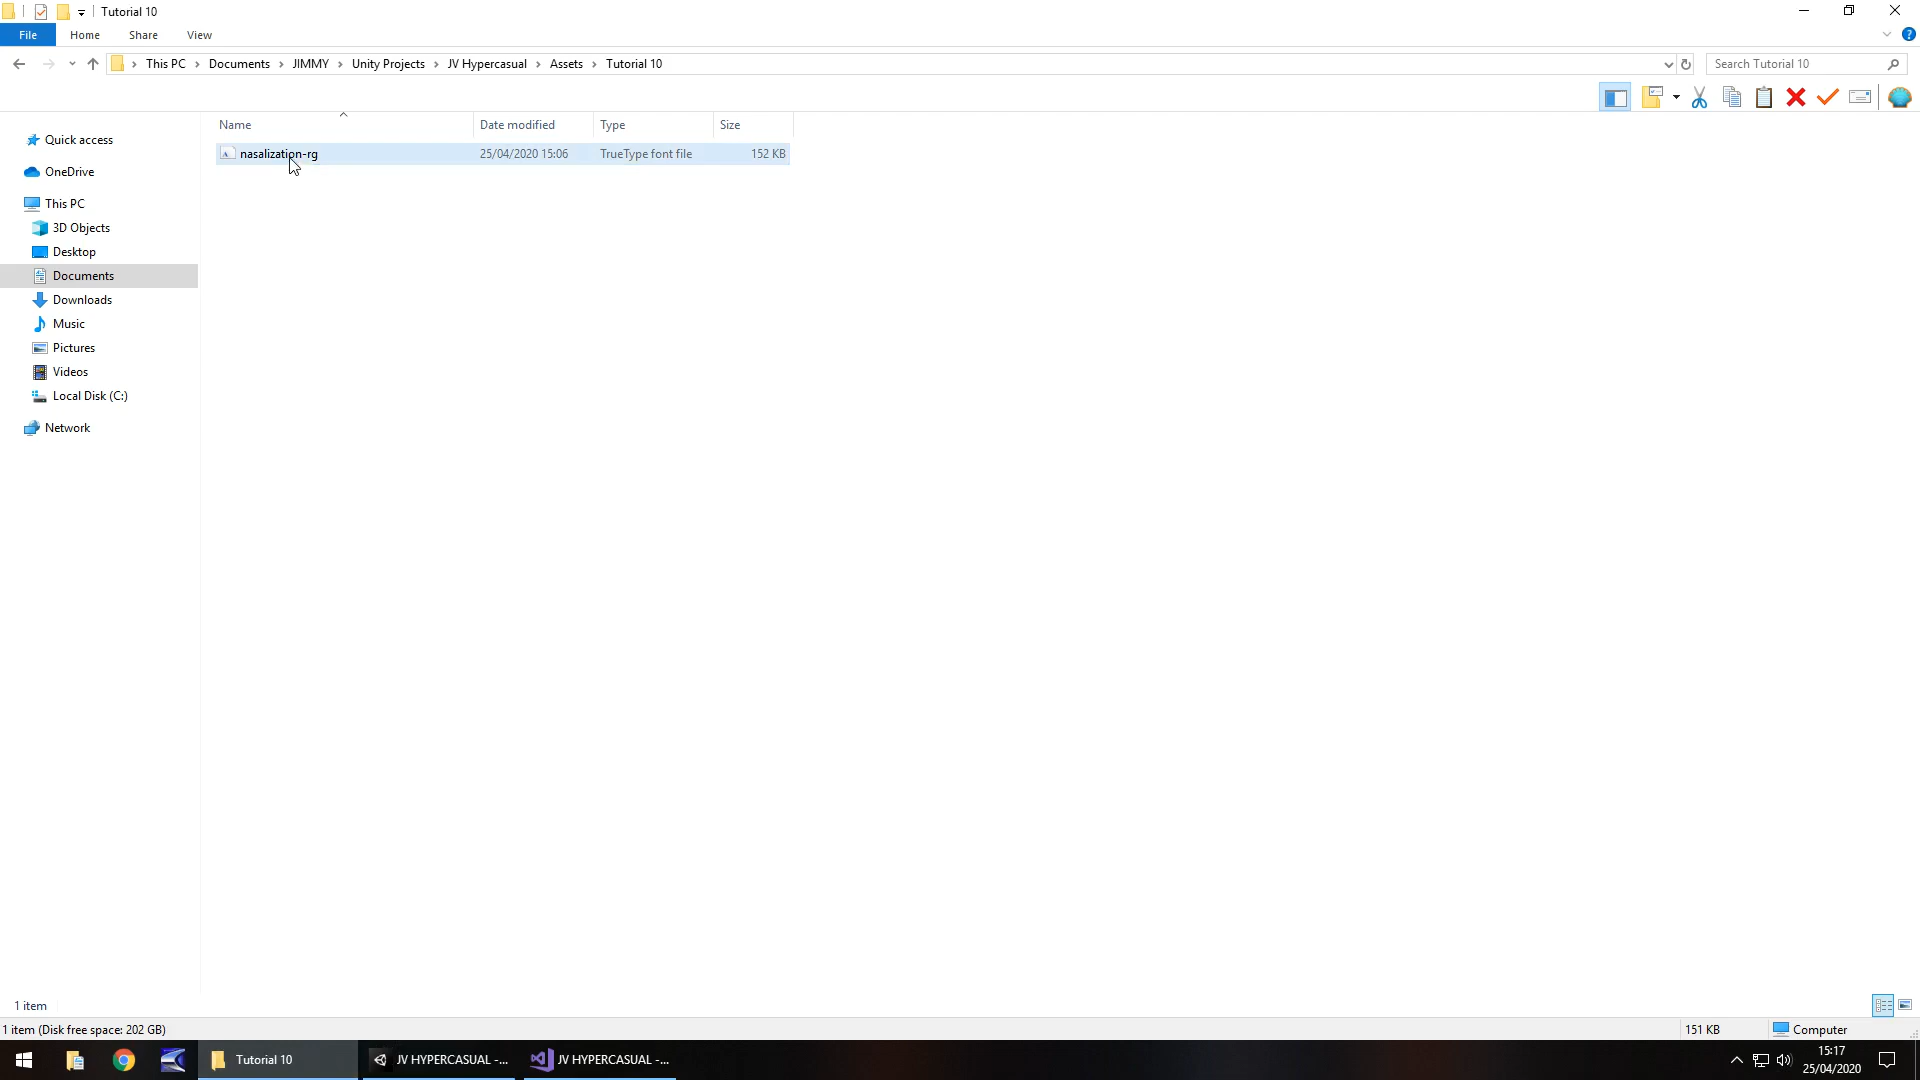 Tutorial 10
File Home Share View
This PC Documents JIMMY Unity Projects JV Hypercasual Assets Tutorial 10
Search Tutorial 10
Name Date modified Type Size
nasalization-rg 25/04/2020 15:06 TrueType font file 152 KB
Quick access
OneDrive
This PC
3D Objects
Desktop
Documents
Downloads
Music
Pictures
Videos
Local Disk (C:)
Network
1 item
1 item (Disk free space: 202 GB) 151 KB Computer
Tutorial 10 JV HYPERCASUAL -... JV HYPERCASUAL -... 15:17
25/04/2020